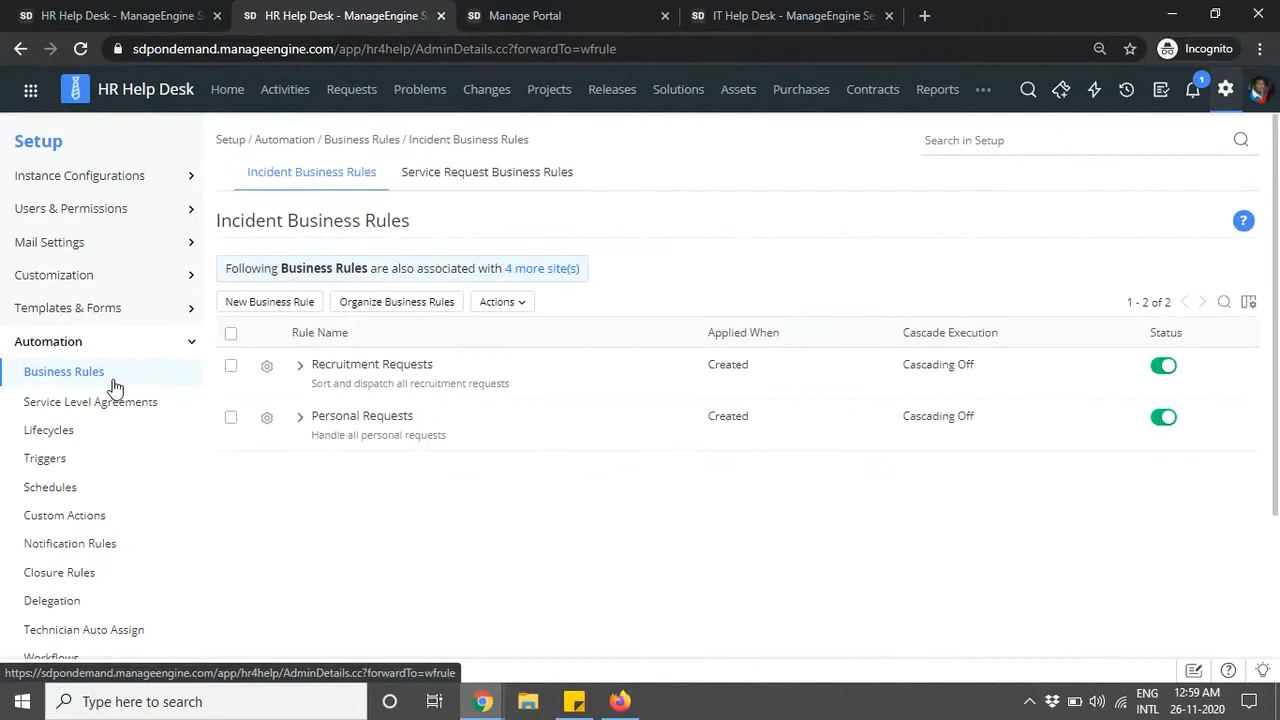 HR Help Desk - ManageEngine S
HR Help Desk - ManageEngine S
Manage Portal
IT Help Desk - ManageEngine Se
sdpondemand.manageengine.com/app/hr4help/AdminDetails.cc?forwardTo=wfrule
Incognito
HR Help Desk
Home
Activities
Requests
Problems
Changes
Projects
Releases
Solutions
Assets
Purchases
Contracts
Reports
1
Setup
Instance Configurations
Users & Permissions
Mail Settings
Customization
Templates & Forms
Automation
Business Rules
Service Level Agreements
Lifecycles
Triggers
Schedules
Custom Actions
Notification Rules
Closure Rules
Delegation
Technician Auto Assign
Workflows
Setup / Automation / Business Rules / Incident Business Rules
Search in Setup
Incident Business Rules
Service Request Business Rules
Incident Business Rules
?
Following Business Rules are also associated with 4 more site(s)
New Business Rule
Organize Business Rules
Actions
1 - 2 of 2
Rule Name
Applied When
Cascade Execution
Status
Recruitment Requests
Created
Cascading Off
Sort and dispatch all recruitment requests
Personal Requests
Created
Cascading Off
Handle all personal requests
https://sdpondemand.manageengine.com/app/hr4help/AdminDetails.cc?forwardTo=wfrule
Type here to search
ENG
INTL
12:59 AM
26-11-2020